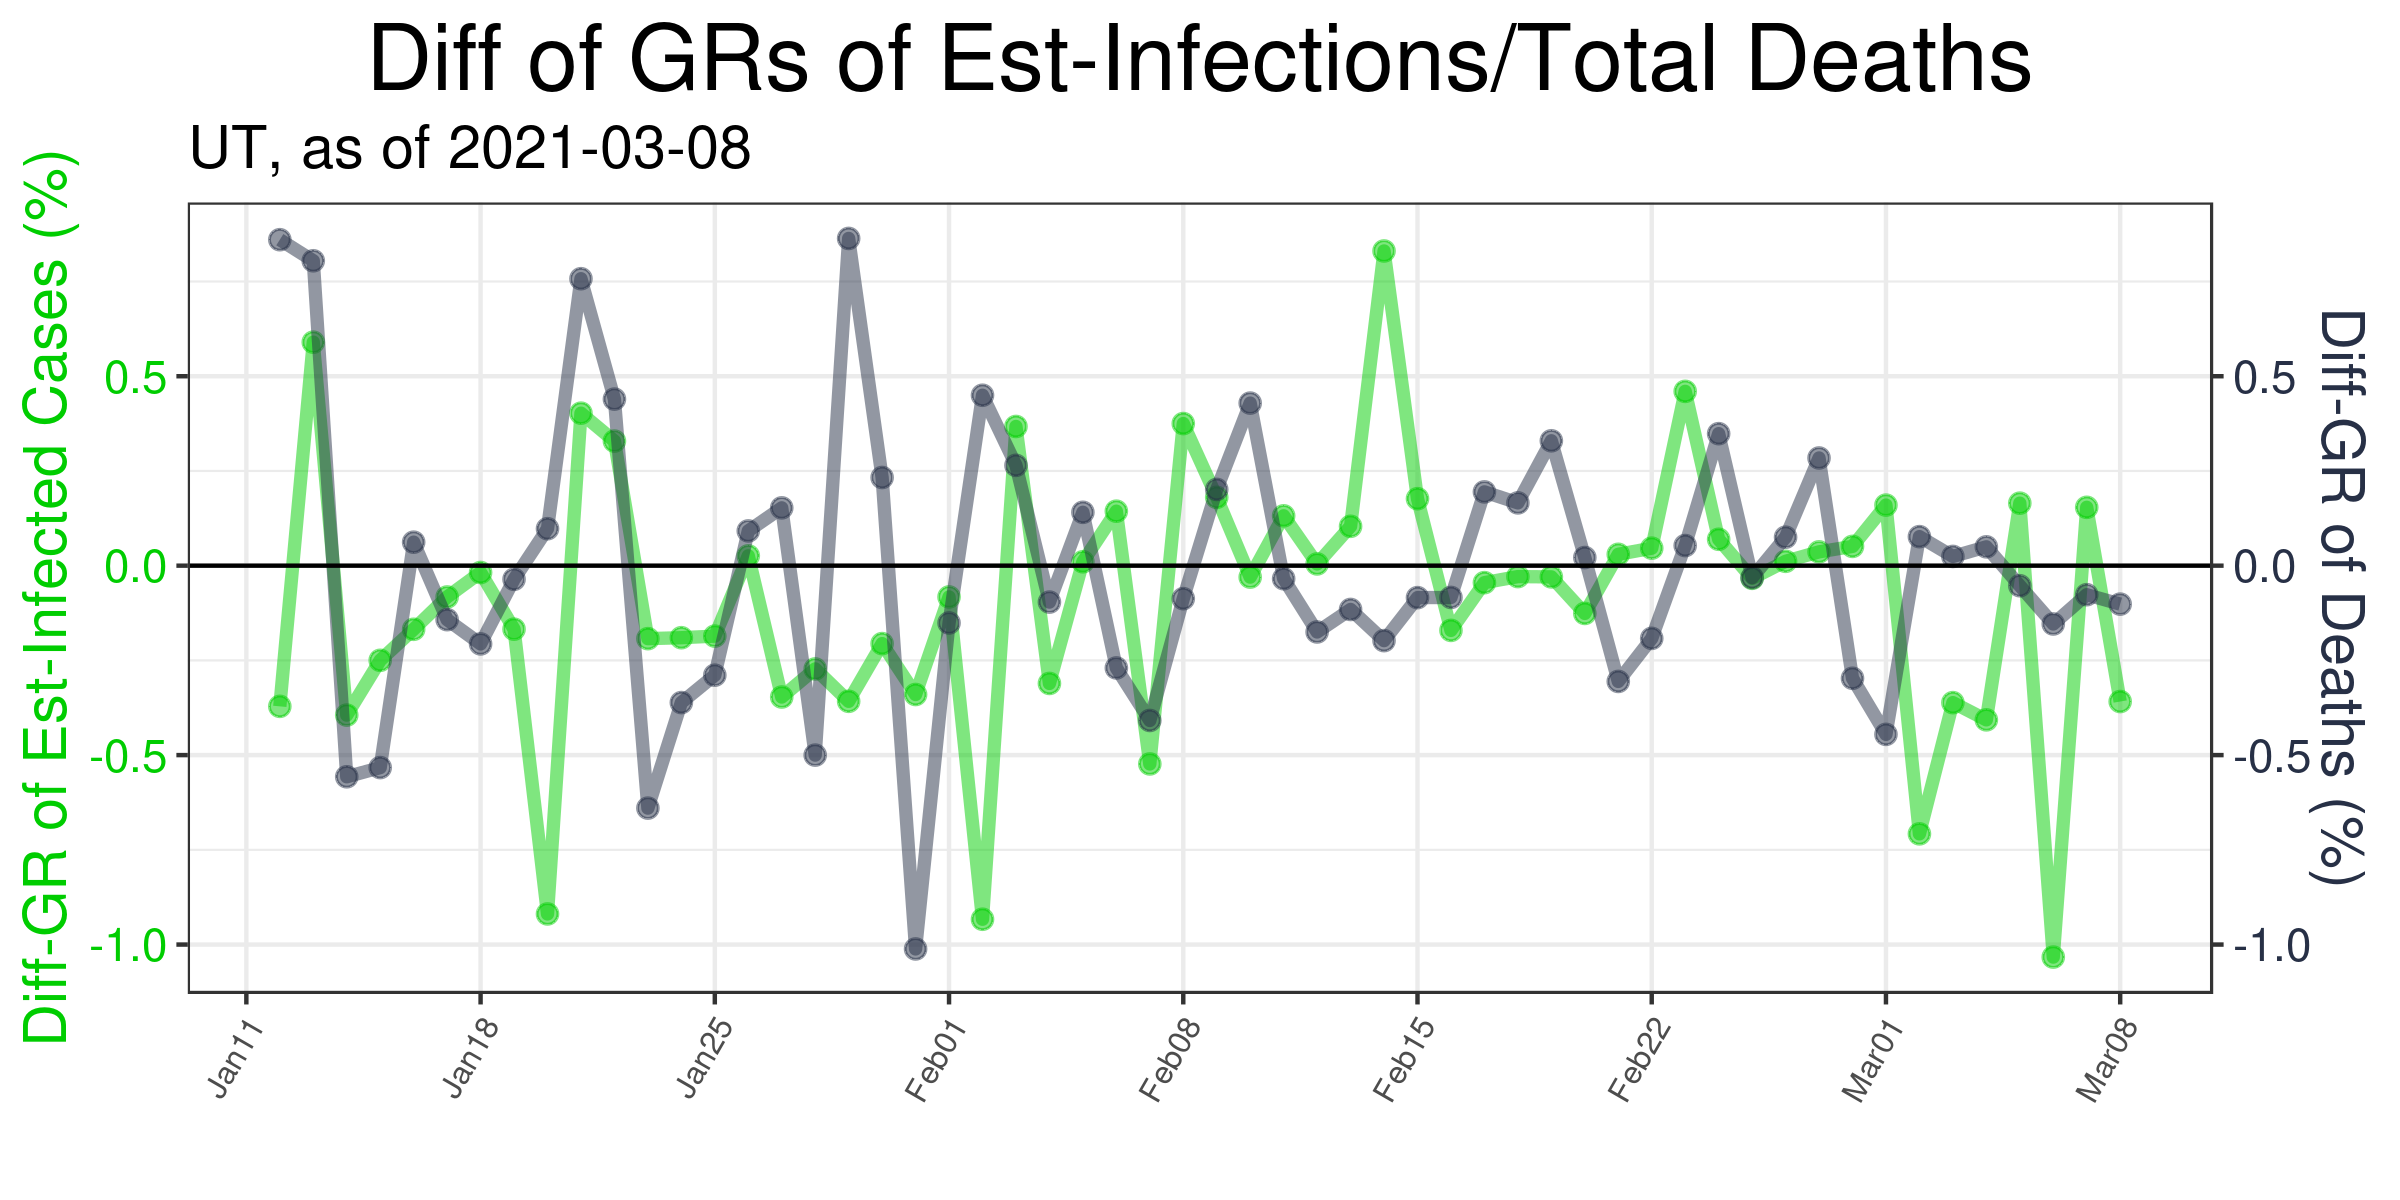 Diff of GRs of Est-Infections/Total Deaths
UT, as of 2021-03-08
Diff-GR of Est-Infected Cases (%)
0.5
0.0
-0.5
-1.0
0.5
0.0
-0.5
-1.0
Diff-GR of Deaths (%)
Jan11
Jan18
Jan25
Feb01
Feb08
Feb15
Feb22
Mar01
Mar08